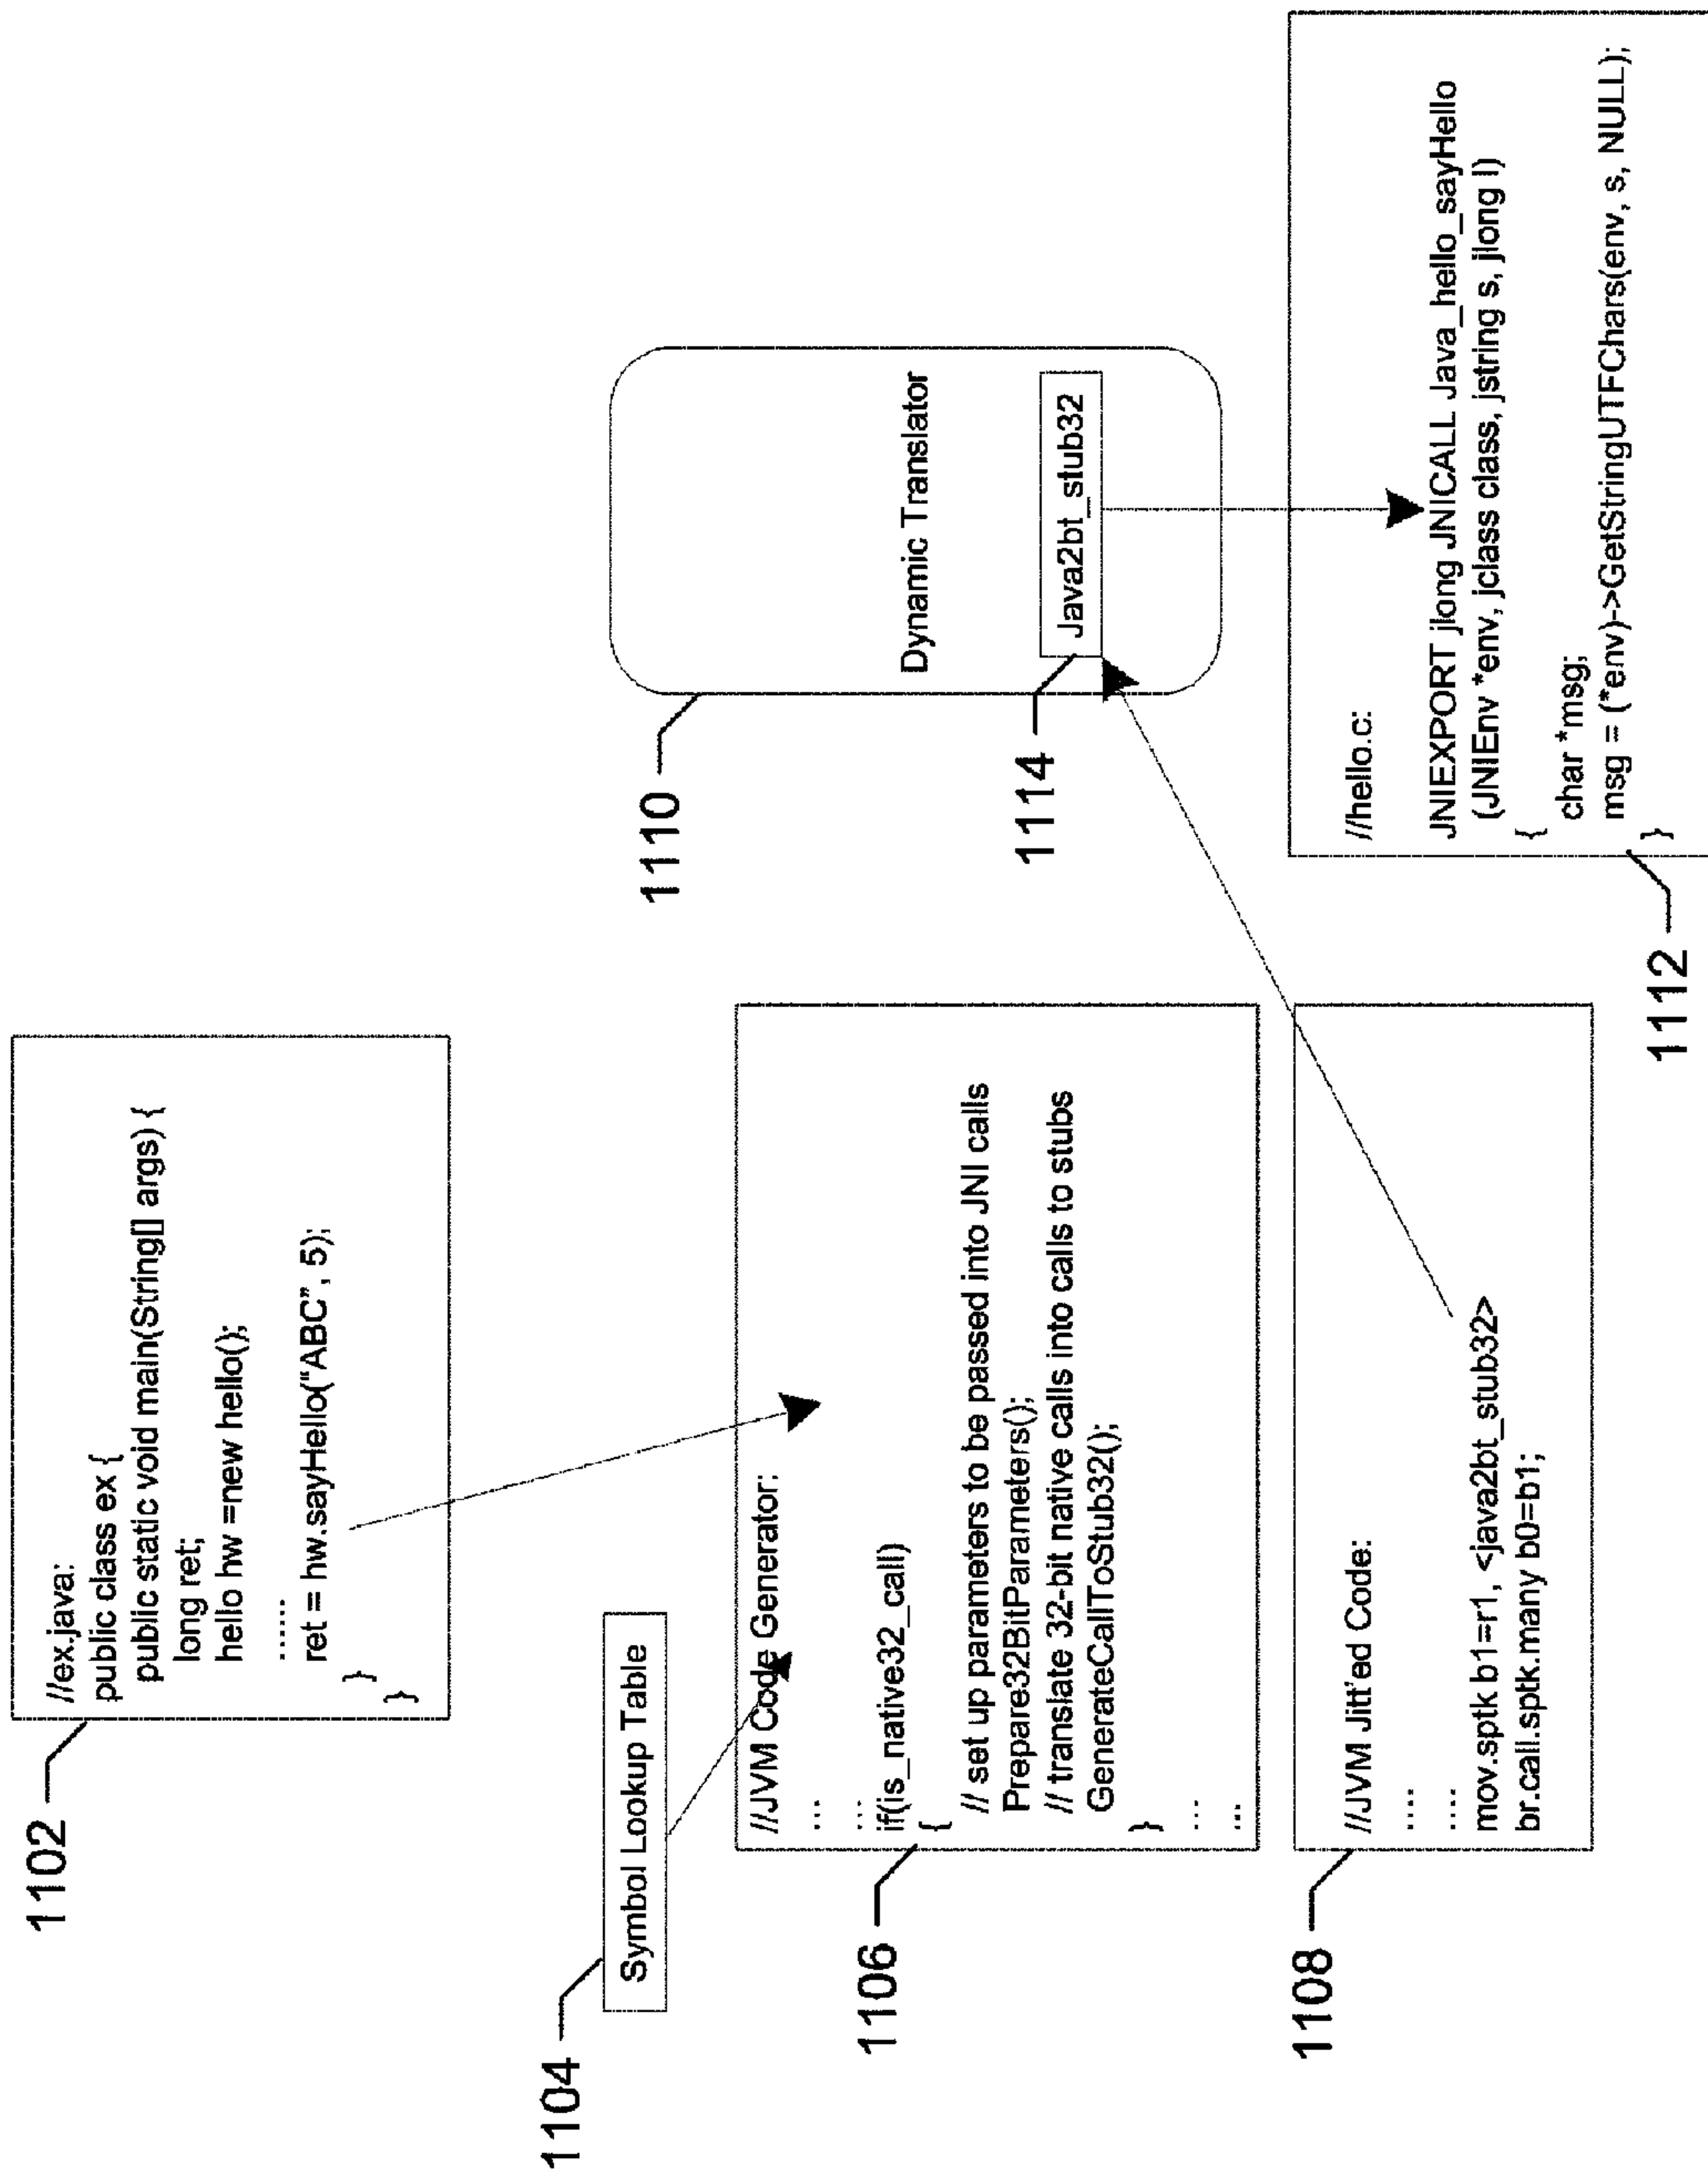 1102
//ex.java:
public class ex {
public static void main(String[] args) {
long ret;
hello hw =new hello();
.....
ret = hw.sayHello("ABC", 5);
}
}
1104
Symbol Lookup Table
1106
//JVM Code Generator:
...
...
if(is_native32_call)
{
// set up parameters to be passed into JNI calls
Prepare32BitParameters();
// translate 32-bit native calls into calls to stubs
GenerateCallToStub32();
}
...
...
1108
//JVM Jitt'ed Code:
....
....
mov.sptk b1=r1, <java2bt_stub32>
br.call.sptk.many b0=b1;
1110
Dynamic Translator
1114
Java2bt_stub32
1112
//hello.c:
JNIEXPORT jlong JNICALL Java_hello_sayHello
(JNIEnv *env, jclass class, jstring s, jlong l)
{
char *msg;
msg = (*env)->GetStringUTFChars(env, s, NULL);
}